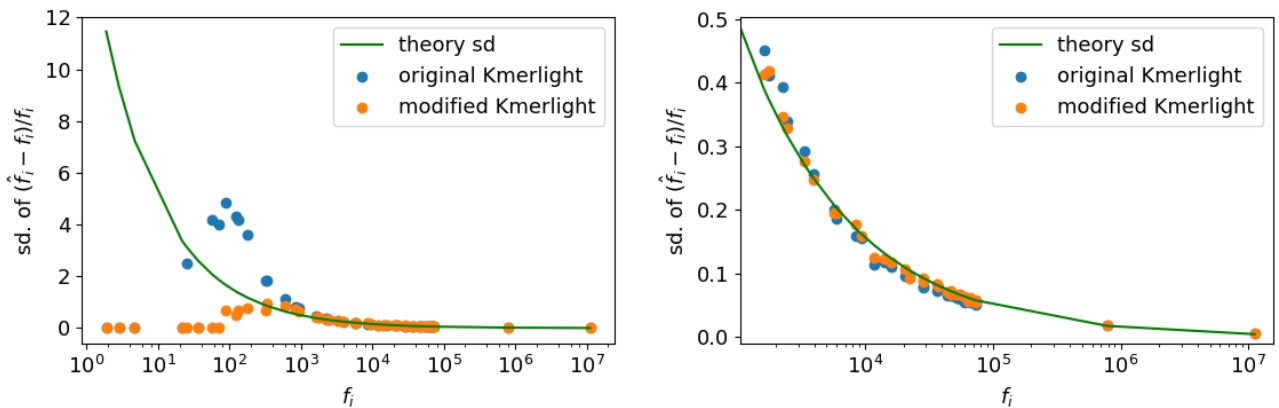 12
10
8
6
4
2
0
sd. of (f̂ᵢ − fᵢ)/fᵢ
theory sd
original Kmerlight
modified Kmerlight
10⁰ 10¹ 10² 10³ 10⁴ 10⁵ 10⁶ 10⁷
fᵢ
0.5
0.4
0.3
0.2
0.1
0.0
sd. of (f̂ᵢ − fᵢ)/fᵢ
theory sd
original Kmerlight
modified Kmerlight
10⁴ 10⁵ 10⁶ 10⁷
fᵢ